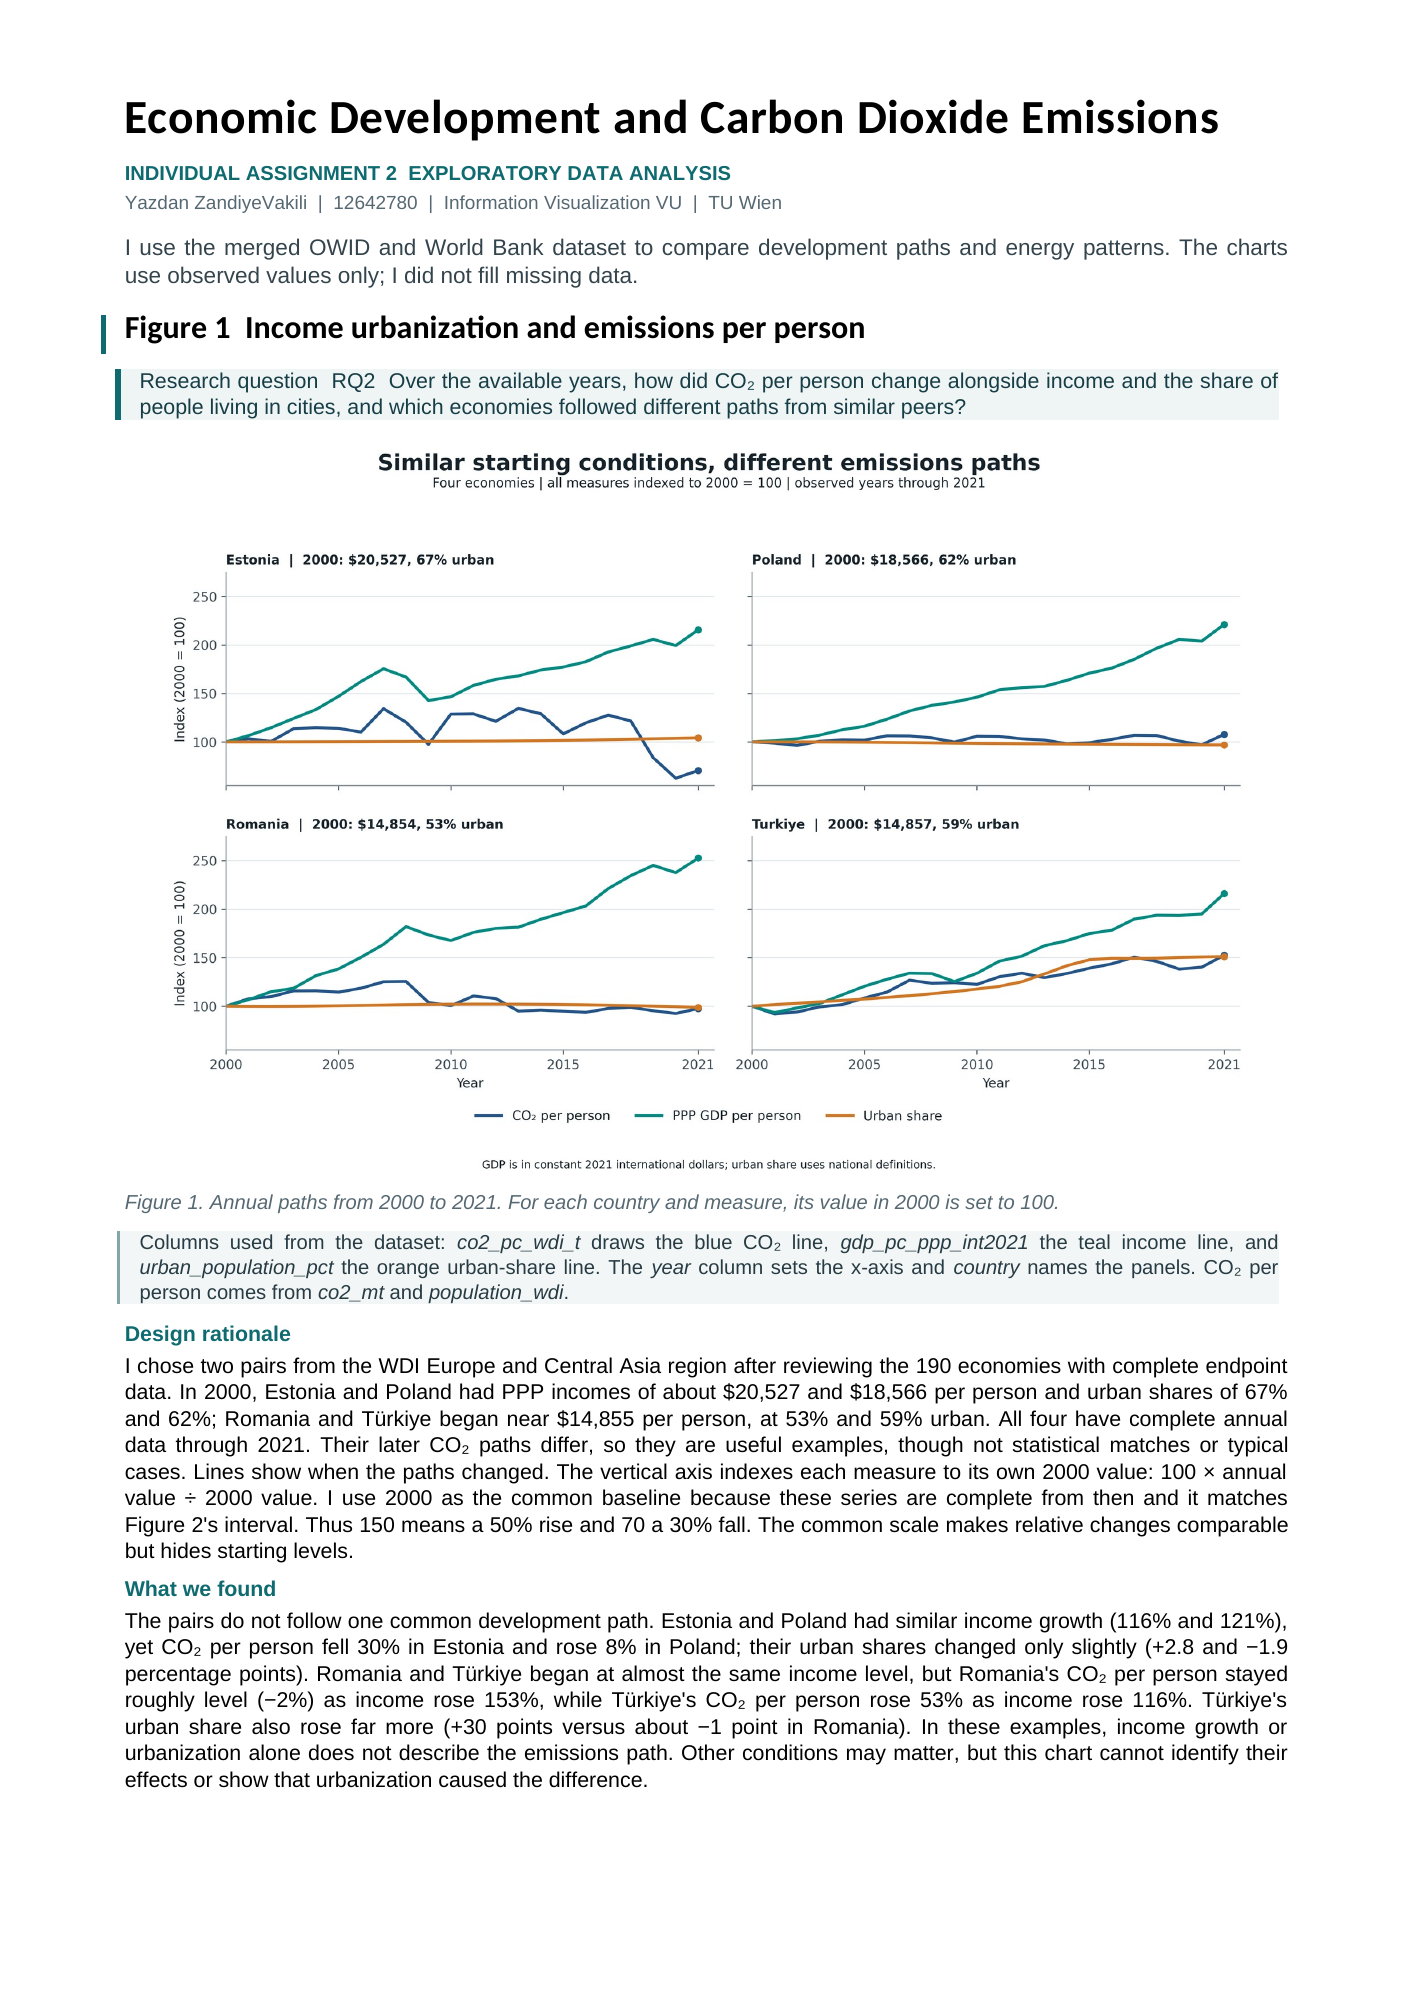 Economic Development and Carbon Dioxide Emissions
INDIVIDUAL ASSIGNMENT 2 EXPLORATORY DATA ANALYSIS
Yazdan ZandiyeVakili | 12642780 | Information Visualization VU | TU Wien
I use the merged OWID and World Bank dataset to compare development paths and energy patterns. The charts
use observed values only; I did not fill missing data.
Figure 1 Income urbanization and emissions per person
Research question RQ2 Over the available years, how did CO₂ per person change alongside income and the share of
people living in cities, and which economies followed different paths from similar peers?
Similar starting conditions, different emissions paths
Four economies | all measures indexed to 2000 = 100 | observed years through 2021
Estonia | 2000: $20,527, 67% urban
Poland | 2000: $18,566, 62% urban
250
200
150
100
Index (2000 = 100)
Romania | 2000: $14,854, 53% urban
Turkiye | 2000: $14,857, 59% urban
250
200
150
100
Index (2000 = 100)
2000 2005 2010 2015 2021
2000 2005 2010 2015 2021
Year
Year
CO₂ per person
PPP GDP per person
Urban share
GDP is in constant 2021 international dollars; urban share uses national definitions.
Figure 1. Annual paths from 2000 to 2021. For each country and measure, its value in 2000 is set to 100.
Columns used from the dataset: co2_pc_wdi_t draws the blue CO₂ line, gdp_pc_ppp_int2021 the teal income line, and
urban_population_pct the orange urban-share line. The year column sets the x-axis and country names the panels. CO₂ per
person comes from co2_mt and population_wdi.
Design rationale
I chose two pairs from the WDI Europe and Central Asia region after reviewing the 190 economies with complete endpoint
data. In 2000, Estonia and Poland had PPP incomes of about $20,527 and $18,566 per person and urban shares of 67%
and 62%; Romania and Türkiye began near $14,855 per person, at 53% and 59% urban. All four have complete annual
data through 2021. Their later CO₂ paths differ, so they are useful examples, though not statistical matches or typical
cases. Lines show when the paths changed. The vertical axis indexes each measure to its own 2000 value: 100 × annual
value ÷ 2000 value. I use 2000 as the common baseline because these series are complete from then and it matches
Figure 2's interval. Thus 150 means a 50% rise and 70 a 30% fall. The common scale makes relative changes comparable
but hides starting levels.
What we found
The pairs do not follow one common development path. Estonia and Poland had similar income growth (116% and 121%),
yet CO₂ per person fell 30% in Estonia and rose 8% in Poland; their urban shares changed only slightly (+2.8 and −1.9
percentage points). Romania and Türkiye began at almost the same income level, but Romania's CO₂ per person stayed
roughly level (−2%) as income rose 153%, while Türkiye's CO₂ per person rose 53% as income rose 116%. Türkiye's
urban share also rose far more (+30 points versus about −1 point in Romania). In these examples, income growth or
urbanization alone does not describe the emissions path. Other conditions may matter, but this chart cannot identify their
effects or show that urbanization caused the difference.